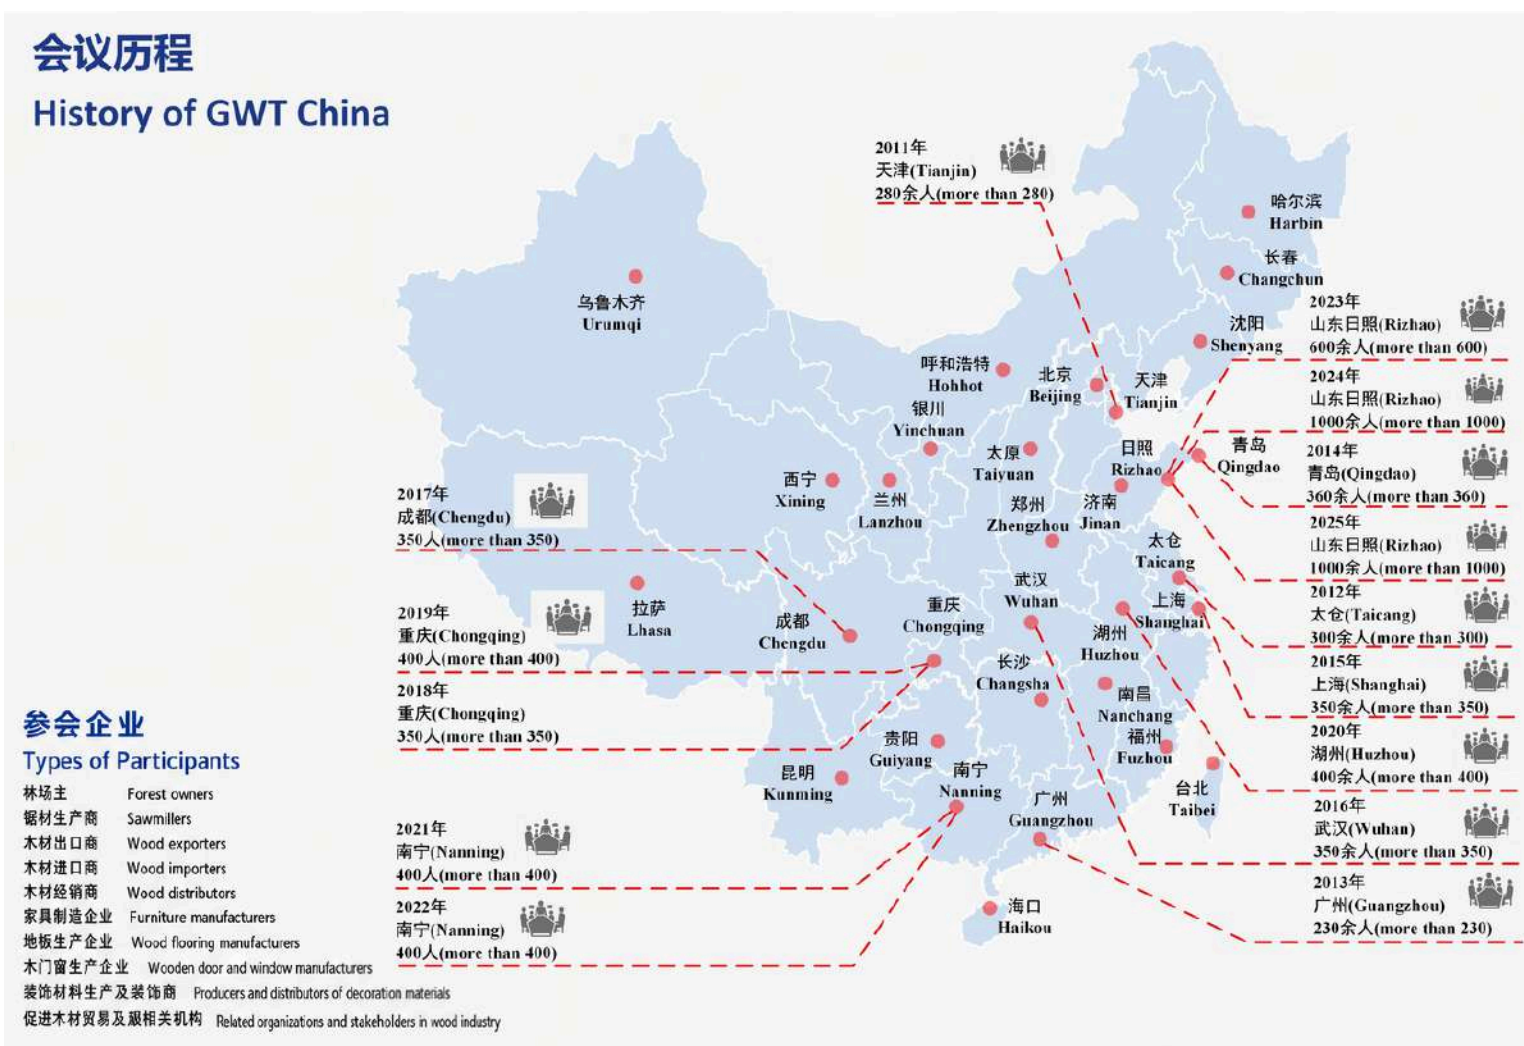 会议历程
History of GWT China
2011年
天津(Tianjin)
280余人(more than 280)
哈尔滨
Harbin
长春
Changchun
沈阳
Shenyang
乌鲁木齐
Urumqi
呼和浩特
Hohhot
北京
Beijing
天津
Tianjin
银川
Yinchuan
太原
Taiyuan
日照
Rizhao
青岛
Qingdao
西宁
Xining
兰州
Lanzhou
郑州
Zhengzhou
济南
Jinan
太仓
Taicang
武汉
Wuhan
上海
Shanghai
湖州
Huzhou
拉萨
Lhasa
成都
Chengdu
重庆
Chongqing
长沙
Changsha
南昌
Nanchang
福州
Fuzhou
贵阳
Guiyang
昆明
Kunming
南宁
Nanning
广州
Guangzhou
台北
Taibei
海口
Haikou
2023年
山东日照(Rizhao)
600余人(more than 600)
2024年
山东日照(Rizhao)
1000余人(more than 1000)
2014年
青岛(Qingdao)
360余人(more than 360)
2025年
山东日照(Rizhao)
1000余人(more than 1000)
2012年
太仓(Taicang)
300余人(more than 300)
2015年
上海(Shanghai)
350余人(more than 350)
2020年
湖州(Huzhou)
400余人(more than 400)
2016年
武汉(Wuhan)
350余人(more than 350)
2013年
广州(Guangzhou)
230余人(more than 230)
2017年
成都(Chengdu)
350人(more than 350)
2019年
重庆(Chongqing)
400人(more than 400)
2018年
重庆(Chongqing)
350人(more than 350)
2021年
南宁(Nanning)
400人(more than 400)
2022年
南宁(Nanning)
400人(more than 400)
参会企业
Types of Participants
林场主 Forest owners
锯材生产商 Sawmillers
木材出口商 Wood exporters
木材进口商 Wood importers
木材经销商 Wood distributors
家具制造企业 Furniture manufacturers
地板生产企业 Wood flooring manufacturers
木门窗生产企业 Wooden door and window manufacturers
装饰材料生产及装饰商 Producers and distributors of decoration materials
促进木材贸易及跟相关机构 Related organizations and stakeholders in wood industry